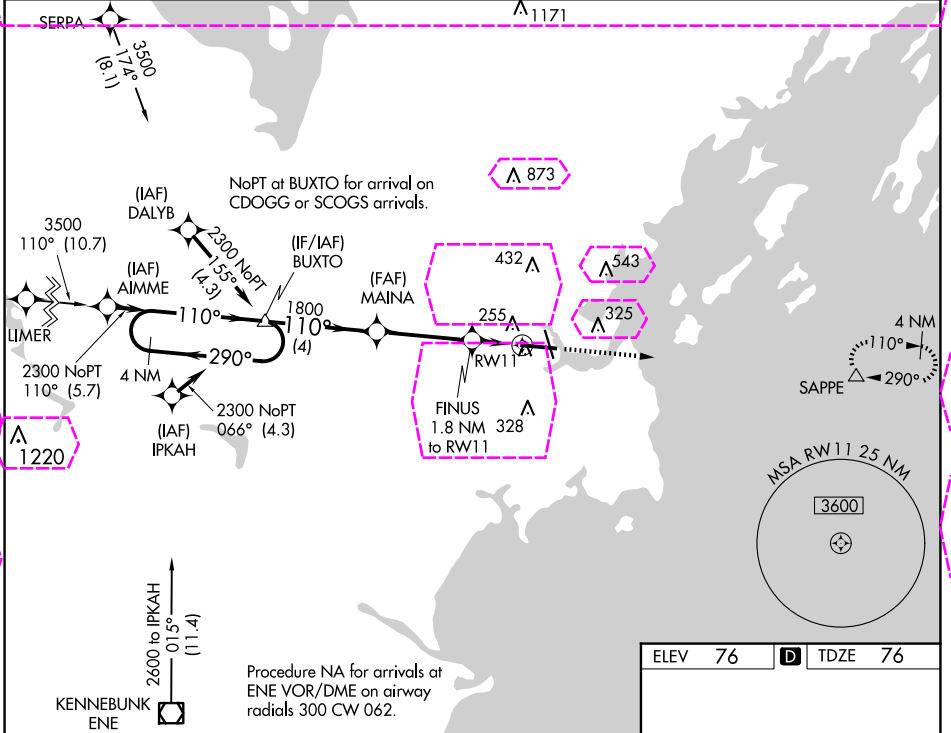 SERPA
1171
3500
174°
(8.1)
NoPT at BUXTO for arrival on
CDOGG or SCOGS arrivals.
873
(IAF)
DALYB
2300 NoPT
155°
(4.3)
3500
110° (10.7)
(IAF)
AIMME
(IF/IAF)
BUXTO
(FAF)
MAINA
432
543
325
255
LIMER
110°
1800
110°
(4)
290°
4 NM
2300 NoPT
110° (5.7)
RW11
4 NM
110°
290°
SAPPE
2300 NoPT
066° (4.3)
(IAF)
IPKAH
FINUS
1.8 NM
to RW11
328
1220
MSA RW11 25 NM
3600
2600 to IPKAH
015°
(11.4)
KENNEBUNK
ENE
Procedure NA for arrivals at
ENE VOR/DME on airway
radials 300 CW 062.
ELEV 76 D TDZE 76